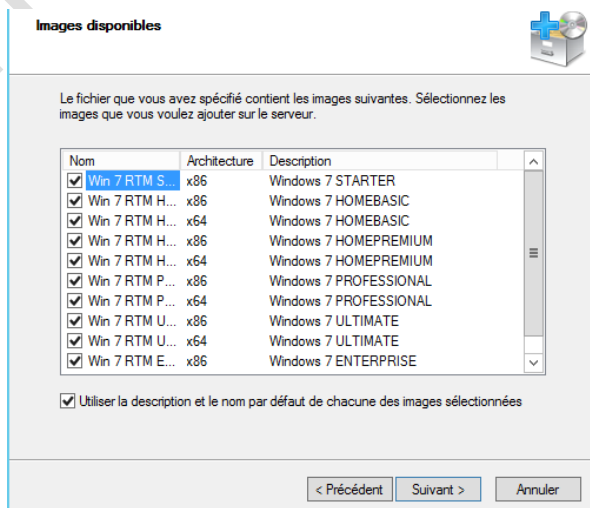 Images disponibles
Le fichier que vous avez spécifié contient les images suivantes. Sélectionnez les
images que vous voulez ajouter sur le serveur.
Nom Architecture Description
Win 7 RTM S... x86 Windows 7 STARTER
Win 7 RTM H... x86 Windows 7 HOMEBASIC
Win 7 RTM H... x64 Windows 7 HOMEBASIC
Win 7 RTM H... x86 Windows 7 HOMEPREMIUM
Win 7 RTM H... x64 Windows 7 HOMEPREMIUM
Win 7 RTM P... x86 Windows 7 PROFESSIONAL
Win 7 RTM P... x64 Windows 7 PROFESSIONAL
Win 7 RTM U... x86 Windows 7 ULTIMATE
Win 7 RTM U... x64 Windows 7 ULTIMATE
Win 7 RTM E... x86 Windows 7 ENTERPRISE
Utiliser la description et le nom par défaut de chacune des images sélectionnées
< Précédent Suivant > Annuler